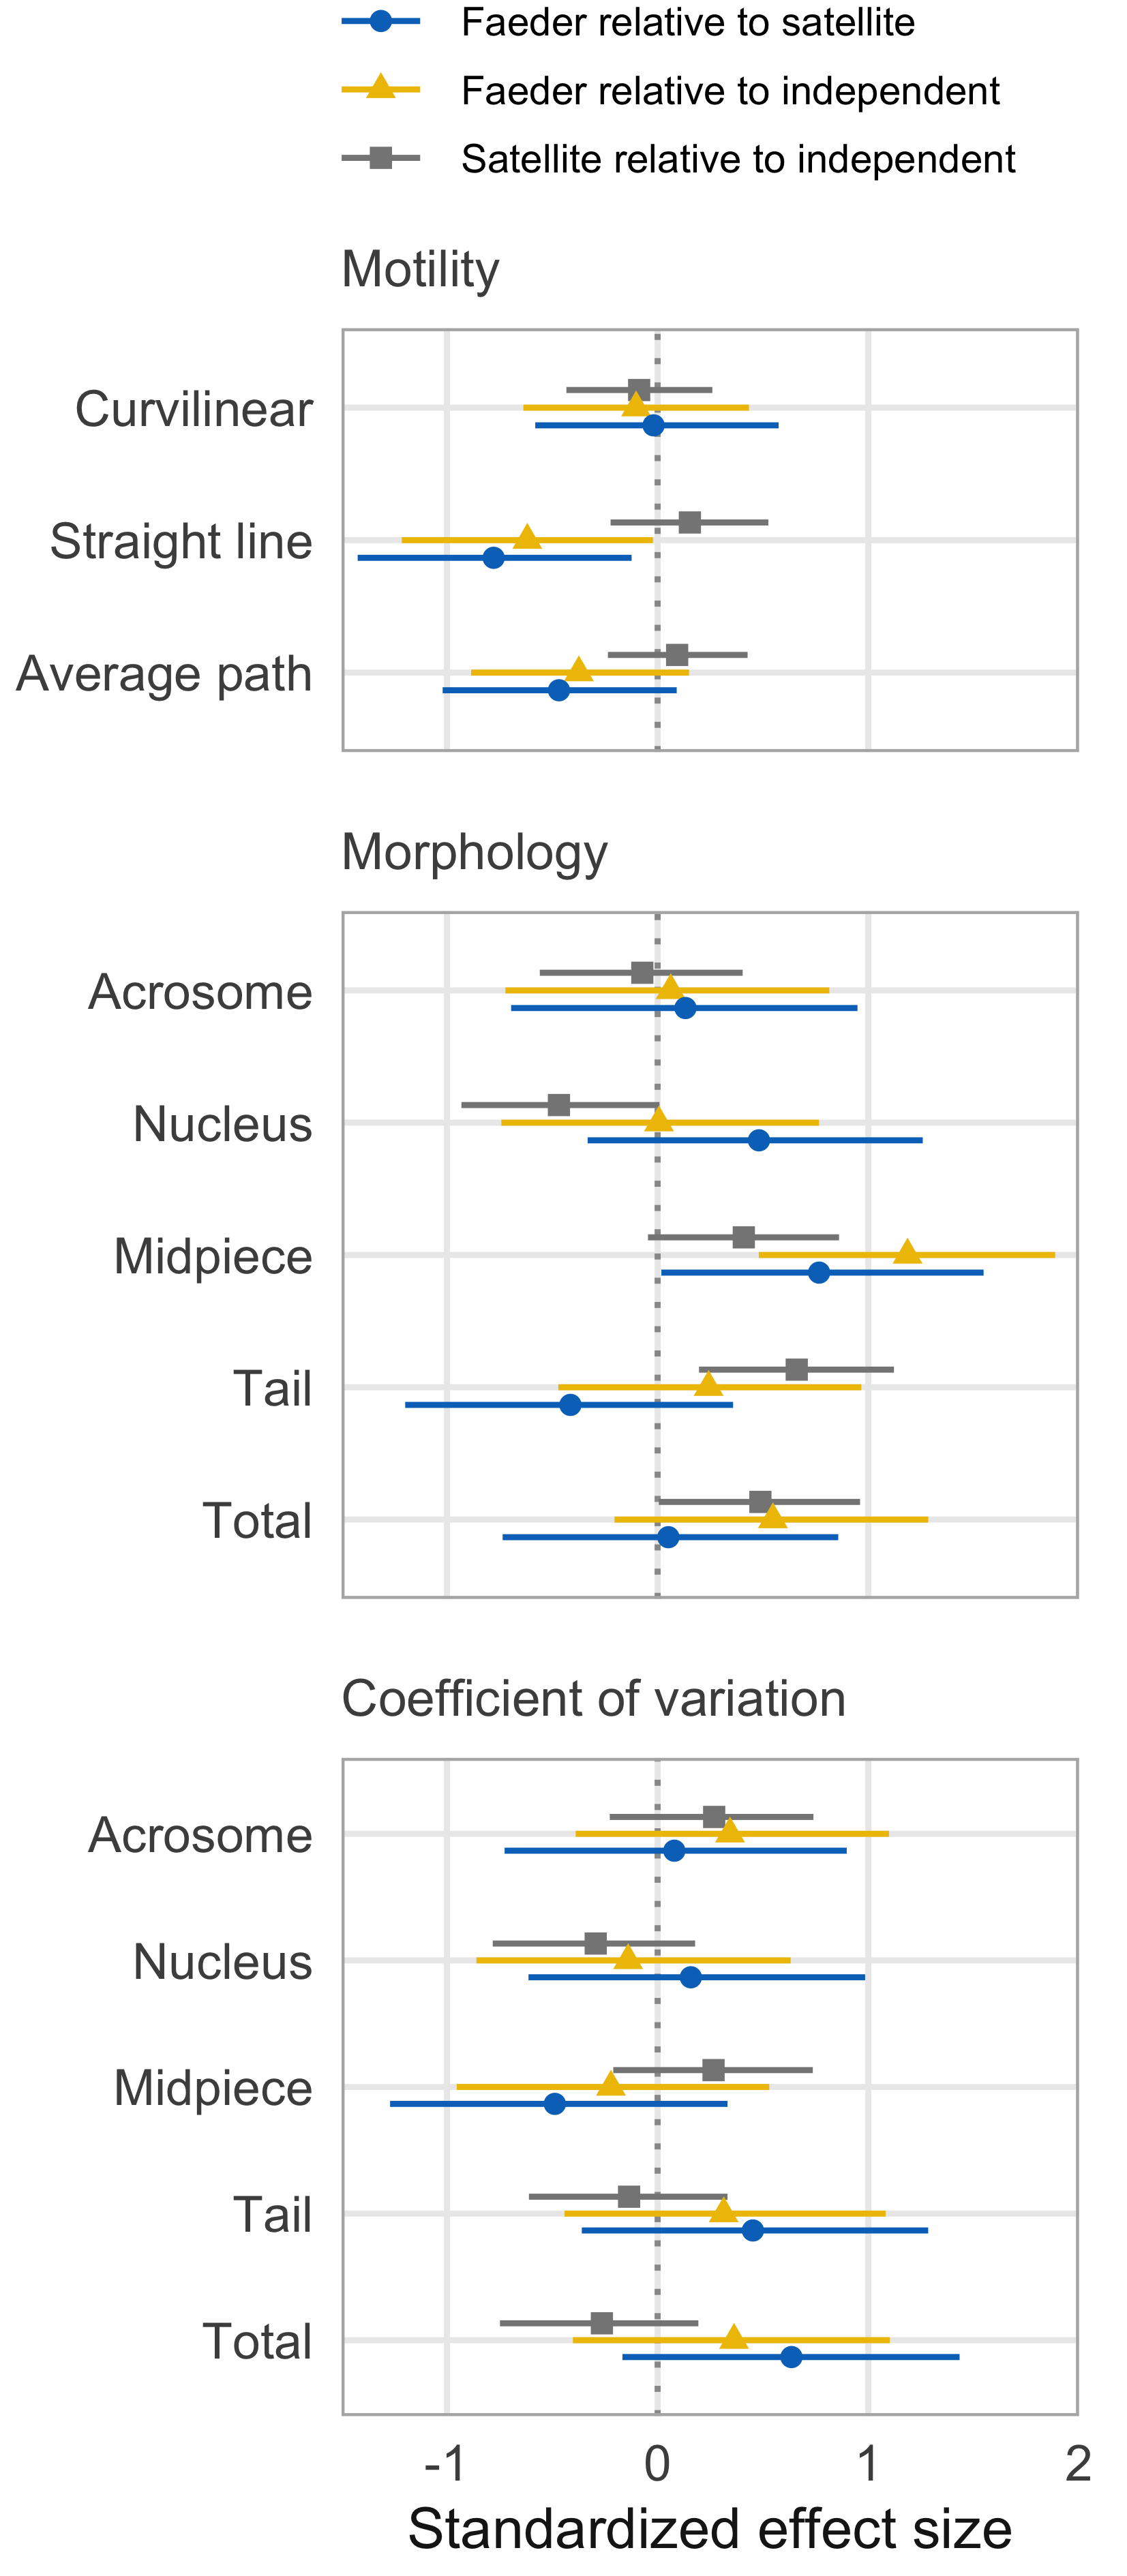 Faeder relative to satellite
Faeder relative to independent
Satellite relative to independent
Motility
Curvilinear
Straight line
Average path
Morphology
Acrosome
Nucleus
Midpiece
Tail
Total
Coefficient of variation
Acrosome
Nucleus
Midpiece
Tail
Total
-1 0 1 2
Standardized effect size